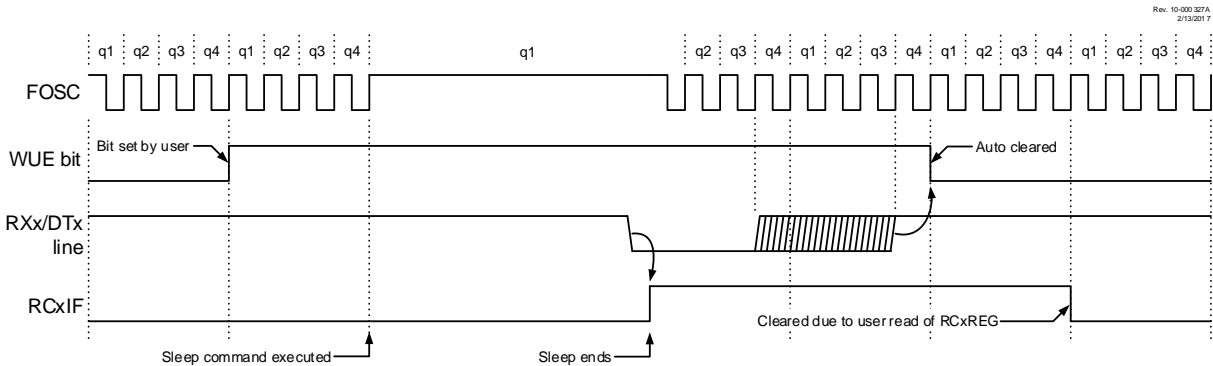 Rev. 10-000327A
2/13/2017
q1 q2 q3 q4 q1 q2 q3 q4 q1 q2 q3 q4 q1 q2 q3 q4 q1 q2 q3 q4 q1 q2 q3 q4
FOSC
WUE bit
Bit set by user
Auto cleared
RXx/DTx
line
RCxIF
Cleared due to user read of RCxREG
Sleep command executed
Sleep ends